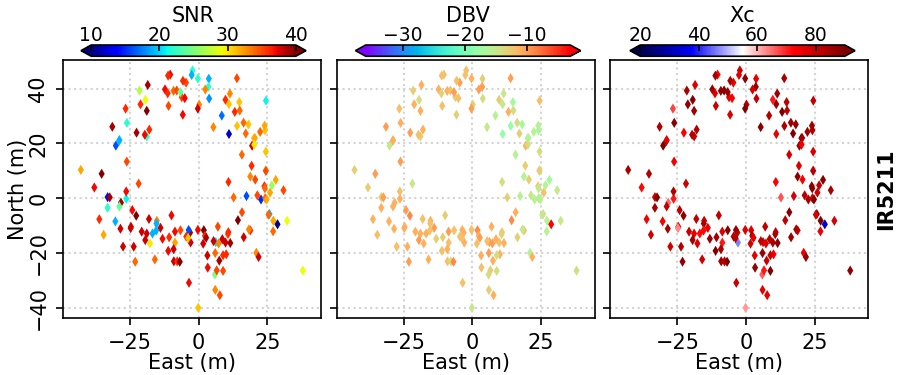 SNR DBV Xc
10 20 30 40 −30 −20 −10 20 40 60 80
40
20
0
−20
−40
North (m)
−25 0 25 −25 0 25 −25 0 25
East (m) East (m) East (m)
IR5211